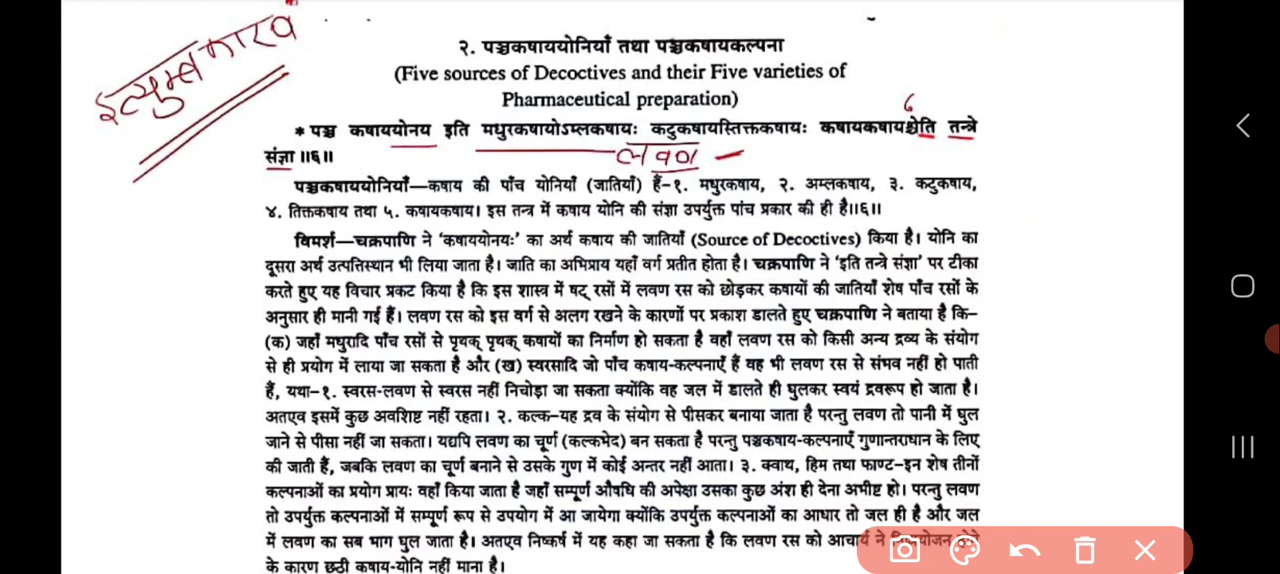 २. पञ्चकषाययोनियाँ तथा पञ्चकषायकल्पना
(Five sources of Decoctives and their Five varieties of
Pharmaceutical preparation)
* पञ्च कषाययोनय इति मधुरकषायोऽम्लकषायः कटुकषायस्तिक्तकषायः कषायकषायश्चेति तन्त्रे
संज्ञा ॥६॥
लवण
पञ्चकषाययोनियाँ—कषाय की पाँच योनियाँ (जातियाँ) हैं-१. मधुरकषाय, २. अम्लकषाय, ३. कटुकषाय,
४. तिक्तकषाय तथा ५. कषायकषाय। इस तन्त्र में कषाय योनि की संज्ञा उपर्युक्त पांच प्रकार की ही है॥६॥
विमर्श—चक्रपाणि ने 'कषाययोनयः' का अर्थ कषाय की जातियाँ (Source of Decoctives) किया है। योनि का
दूसरा अर्थ उत्पत्तिस्थान भी लिया जाता है। जाति का अभिप्राय यहाँ वर्ग प्रतीत होता है। चक्रपाणि ने 'इति तन्त्रे संज्ञा' पर टीका
करते हुए यह विचार प्रकट किया है कि इस शास्त्र में षट् रसों में लवण रस को छोड़कर कषायों की जातियाँ शेष पाँच रसों के
अनुसार ही मानी गई हैं। लवण रस को इस वर्ग से अलग रखने के कारणों पर प्रकाश डालते हुए चक्रपाणि ने बताया है कि–
(क) जहाँ मधुरादि पाँच रसों से पृथक् पृथक् कषायों का निर्माण हो सकता है वहाँ लवण रस को किसी अन्य द्रव्य के संयोग
से ही प्रयोग में लाया जा सकता है और (ख) स्वरसादि जो पाँच कषाय-कल्पनाएँ हैं वह भी लवण रस से संभव नहीं हो पाती
हैं, यथा–१. स्वरस-लवण से स्वरस नहीं निचोड़ा जा सकता क्योंकि वह जल में डालते ही घुलकर स्वयं द्रवरूप हो जाता है।
अतएव इसमें कुछ अवशिष्ट नहीं रहता। २. कल्क–यह द्रव के संयोग से पीसकर बनाया जाता है परन्तु लवण तो पानी में घुल
जाने से पीसा नहीं जा सकता। यद्यपि लवण का चूर्ण (कल्कभेद) बन सकता है परन्तु पञ्चकषाय-कल्पनाएँ गुणान्तराधान के लिए
की जाती हैं, जबकि लवण का चूर्ण बनाने से उसके गुण में कोई अन्तर नहीं आता। ३. क्वाथ, हिम तथा फाण्ट-इन शेष तीनों
कल्पनाओं का प्रयोग प्रायः वहाँ किया जाता है जहाँ सम्पूर्ण औषधि की अपेक्षा उसका कुछ अंश ही देना अभीष्ट हो। परन्तु लवण
तो उपर्युक्त कल्पनाओं में सम्पूर्ण रूप से उपयोग में आ जायेगा क्योंकि उपर्युक्त कल्पनाओं का आधार तो जल ही है और जल
में लवण का सब भाग घुल जाता है। अतएव निष्कर्ष में यह कहा जा सकता है कि लवण रस को आचार्य ने
के कारण छठी कषाय-योनि नहीं माना है।